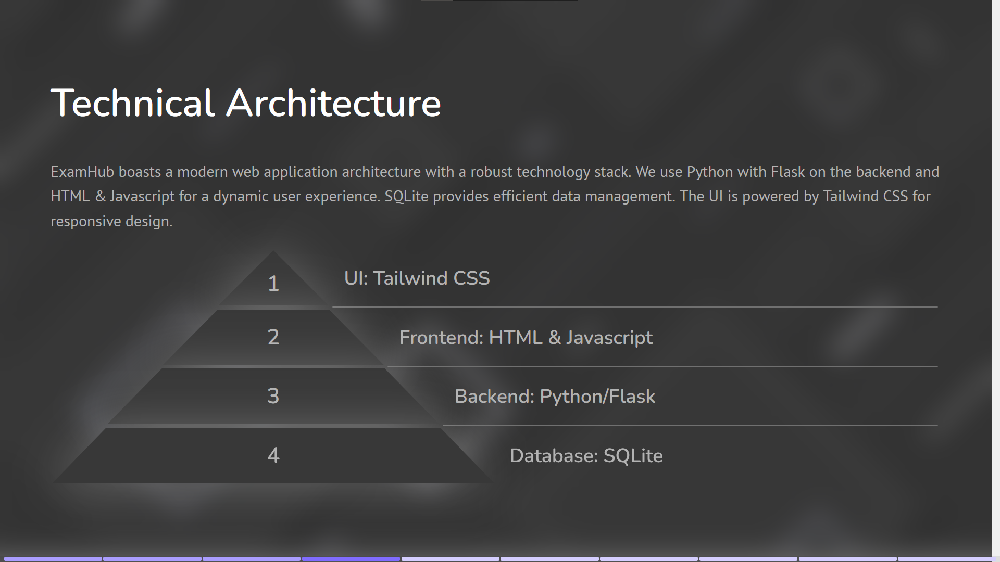 Technical Architecture
ExamHub boasts a modern web application architecture with a robust technology stack. We use Python with Flask on the backend and
HTML & Javascript for a dynamic user experience. SQLite provides efficient data management. The UI is powered by Tailwind CSS for
responsive design.
1 UI: Tailwind CSS
2 Frontend: HTML & Javascript
3 Backend: Python/Flask
4 Database: SQLite